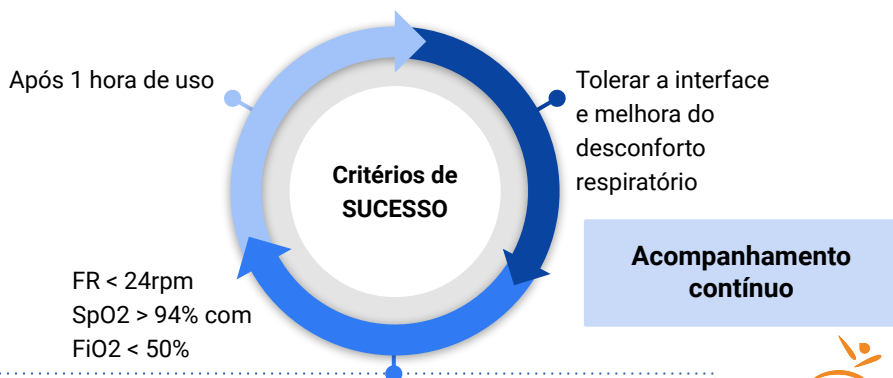 Após 1 hora de uso
Tolerar a interface
e melhora do
desconforto
respiratório
Critérios de
SUCESSO
Acompanhamento
contínuo
FR < 24rpm
SpO2 > 94% com
FiO2 < 50%